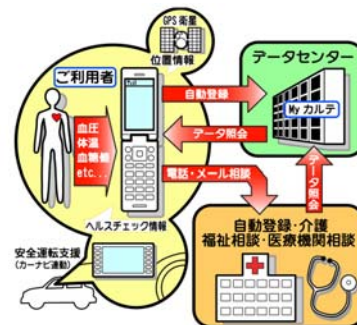 GPS衛星
位置情報
データセンター
ご利用者
Myカルテ
自動登録
データ照会
血圧
体温
血糖値
etc...
電話・メール相談
データ照会
ヘルスチェック情報
自動登録・介護
福祉相談・医療機関相談
安全運転支援
(カーナビ連動)